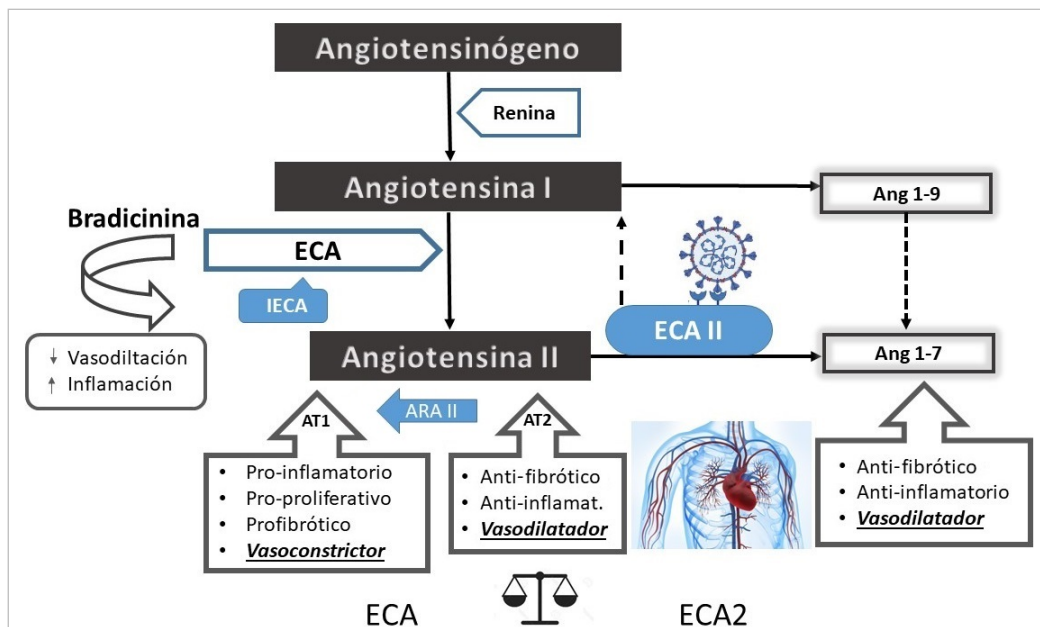 Angiotensinógeno
Renina
Angiotensina I
Ang 1-9
Bradicinina
ECA
IECA
ECA II
↓ Vasodiltación
↑ Inflamación
Angiotensina II
Ang 1-7
ARA II
AT1
• Pro-inflamatorio
• Pro-proliferativo
• Profibrótico
• Vasoconstrictor
AT2
• Anti-fibrótico
• Anti-inflamat.
• Vasodilatador
• Anti-fibrótico
• Anti-inflamatorio
• Vasodilatador
ECA
ECA2